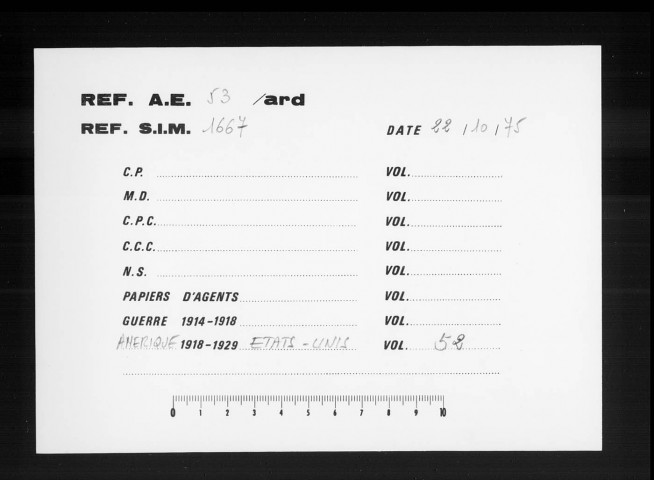 REF. A.E. 53 /ard
REF. S.I.M. 1667 DATE 22 / 10 / 75
C.P. VOL.
M.D. VOL.
C.P.C. VOL.
C.C.C. VOL.
N.S. VOL.
PAPIERS D'AGENTS VOL.
GUERRE 1914-1918 VOL.
AMERIQUE 1918-1929 ETATS-UNIS VOL. 52
0 1 2 3 4 5 6 7 8 9 10